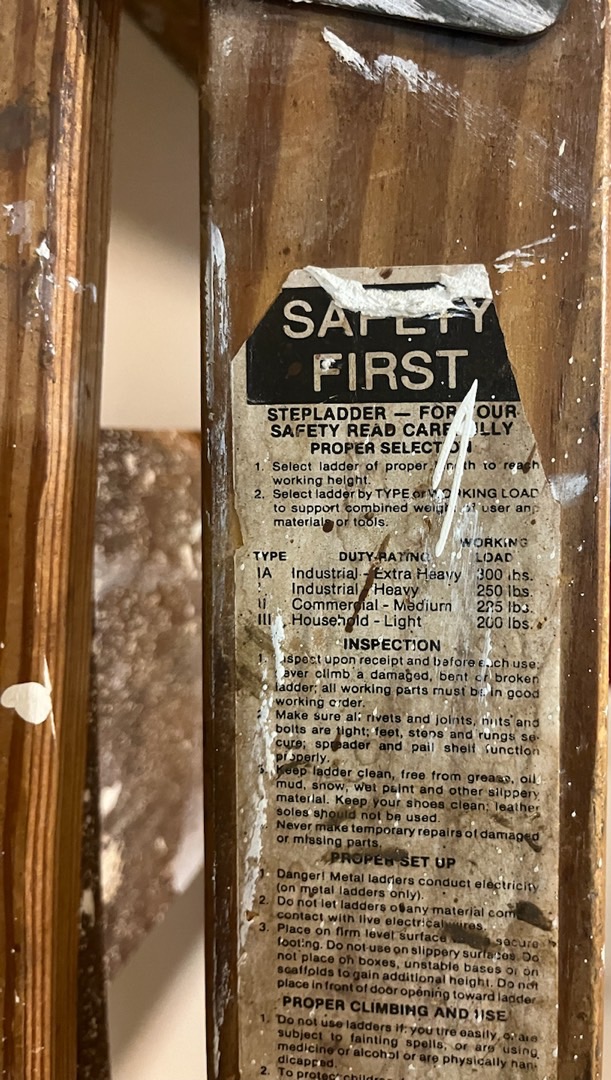 SAFETY
FIRST
STEPLADDER — FOR YOUR
SAFETY READ CAREFULLY
PROPER SELECTION
1. Select ladder of proper length to reach
working height.
2. Select ladder by TYPE or WORKING LOAD
to support combined weight of user and
materials or tools.
WORKING
TYPE DUTY-RATING LOAD
IA Industrial - Extra Heavy 300 lbs.
I Industrial - Heavy 250 lbs.
II Commercial - Medium 225 lbs.
III Household - Light 200 lbs.
INSPECTION
1. Inspect upon receipt and before each use;
never climb a damaged, bent or broken
ladder; all working parts must be in good
working order.
2. Make sure all rivets and joints, nuts and
bolts are tight; feet, steps and rungs se-
cure; spreader and pail shelf function
properly.
3. Keep ladder clean, free from grease, oil,
mud, snow, wet paint and other slippery
material. Keep your shoes clean; leather
soles should not be used.
Never make temporary repairs of damaged
or missing parts.
PROPER SET UP
1. Danger! Metal ladders conduct electricity
(on metal ladders only).
2. Do not let ladders of any material come
contact with live electrical wires.
3. Place on firm level surface secure
footing. Do not use on slippery surfaces. Do
not place on boxes, unstable bases or on
scaffolds to gain additional height. Do not
place in front of door opening toward ladder.
PROPER CLIMBING AND USE
1. Do not use ladders if: you tire easily, or are
subject to fainting spells, or are using
medicine or alcohol or are physically han-
dicapped.
2. To protect children